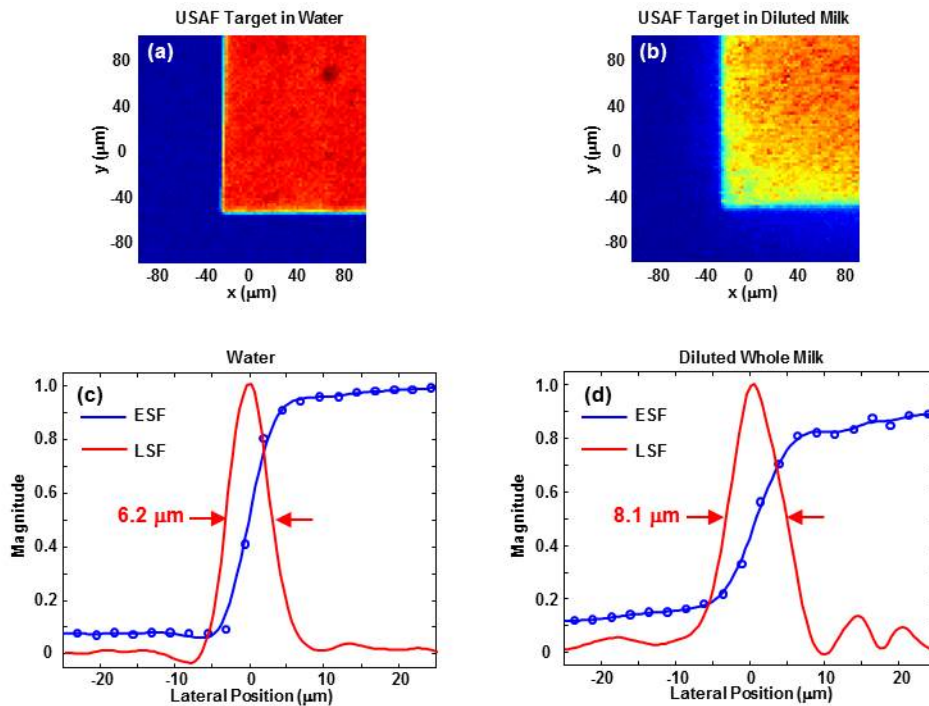 USAF Target in Water
(a)
80
40
0
-40
-80
y (μm)
-80 -40 0 40 80
x (μm)
USAF Target in Diluted Milk
(b)
80
40
0
-40
-80
y (μm)
-80 -40 0 40 80
x (μm)
Water
(c)
1.0
0.8
0.6
0.4
0.2
0
Magnitude
ESF
LSF
6.2 μm
-20 -10 0 10 20
Lateral Position (μm)
Diluted Whole Milk
(d)
1.0
0.8
0.6
0.4
0.2
0
Magnitude
ESF
LSF
8.1 μm
-20 -10 0 10 20
Lateral Position (μm)